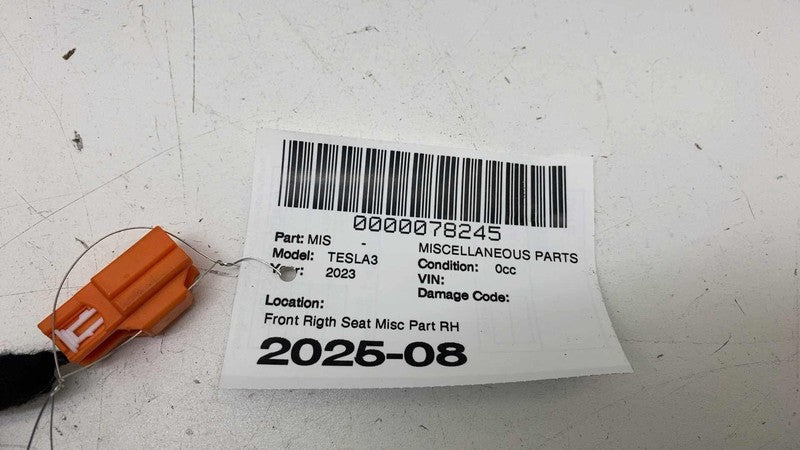 0000078245
Part: MIS -
MISCELLANEOUS PARTS
Model: TESLA3
Condition: 0cc
Year: 2023
VIN:
Damage Code:
Location:
Front Rigth Seat Misc Part RH
2025-08